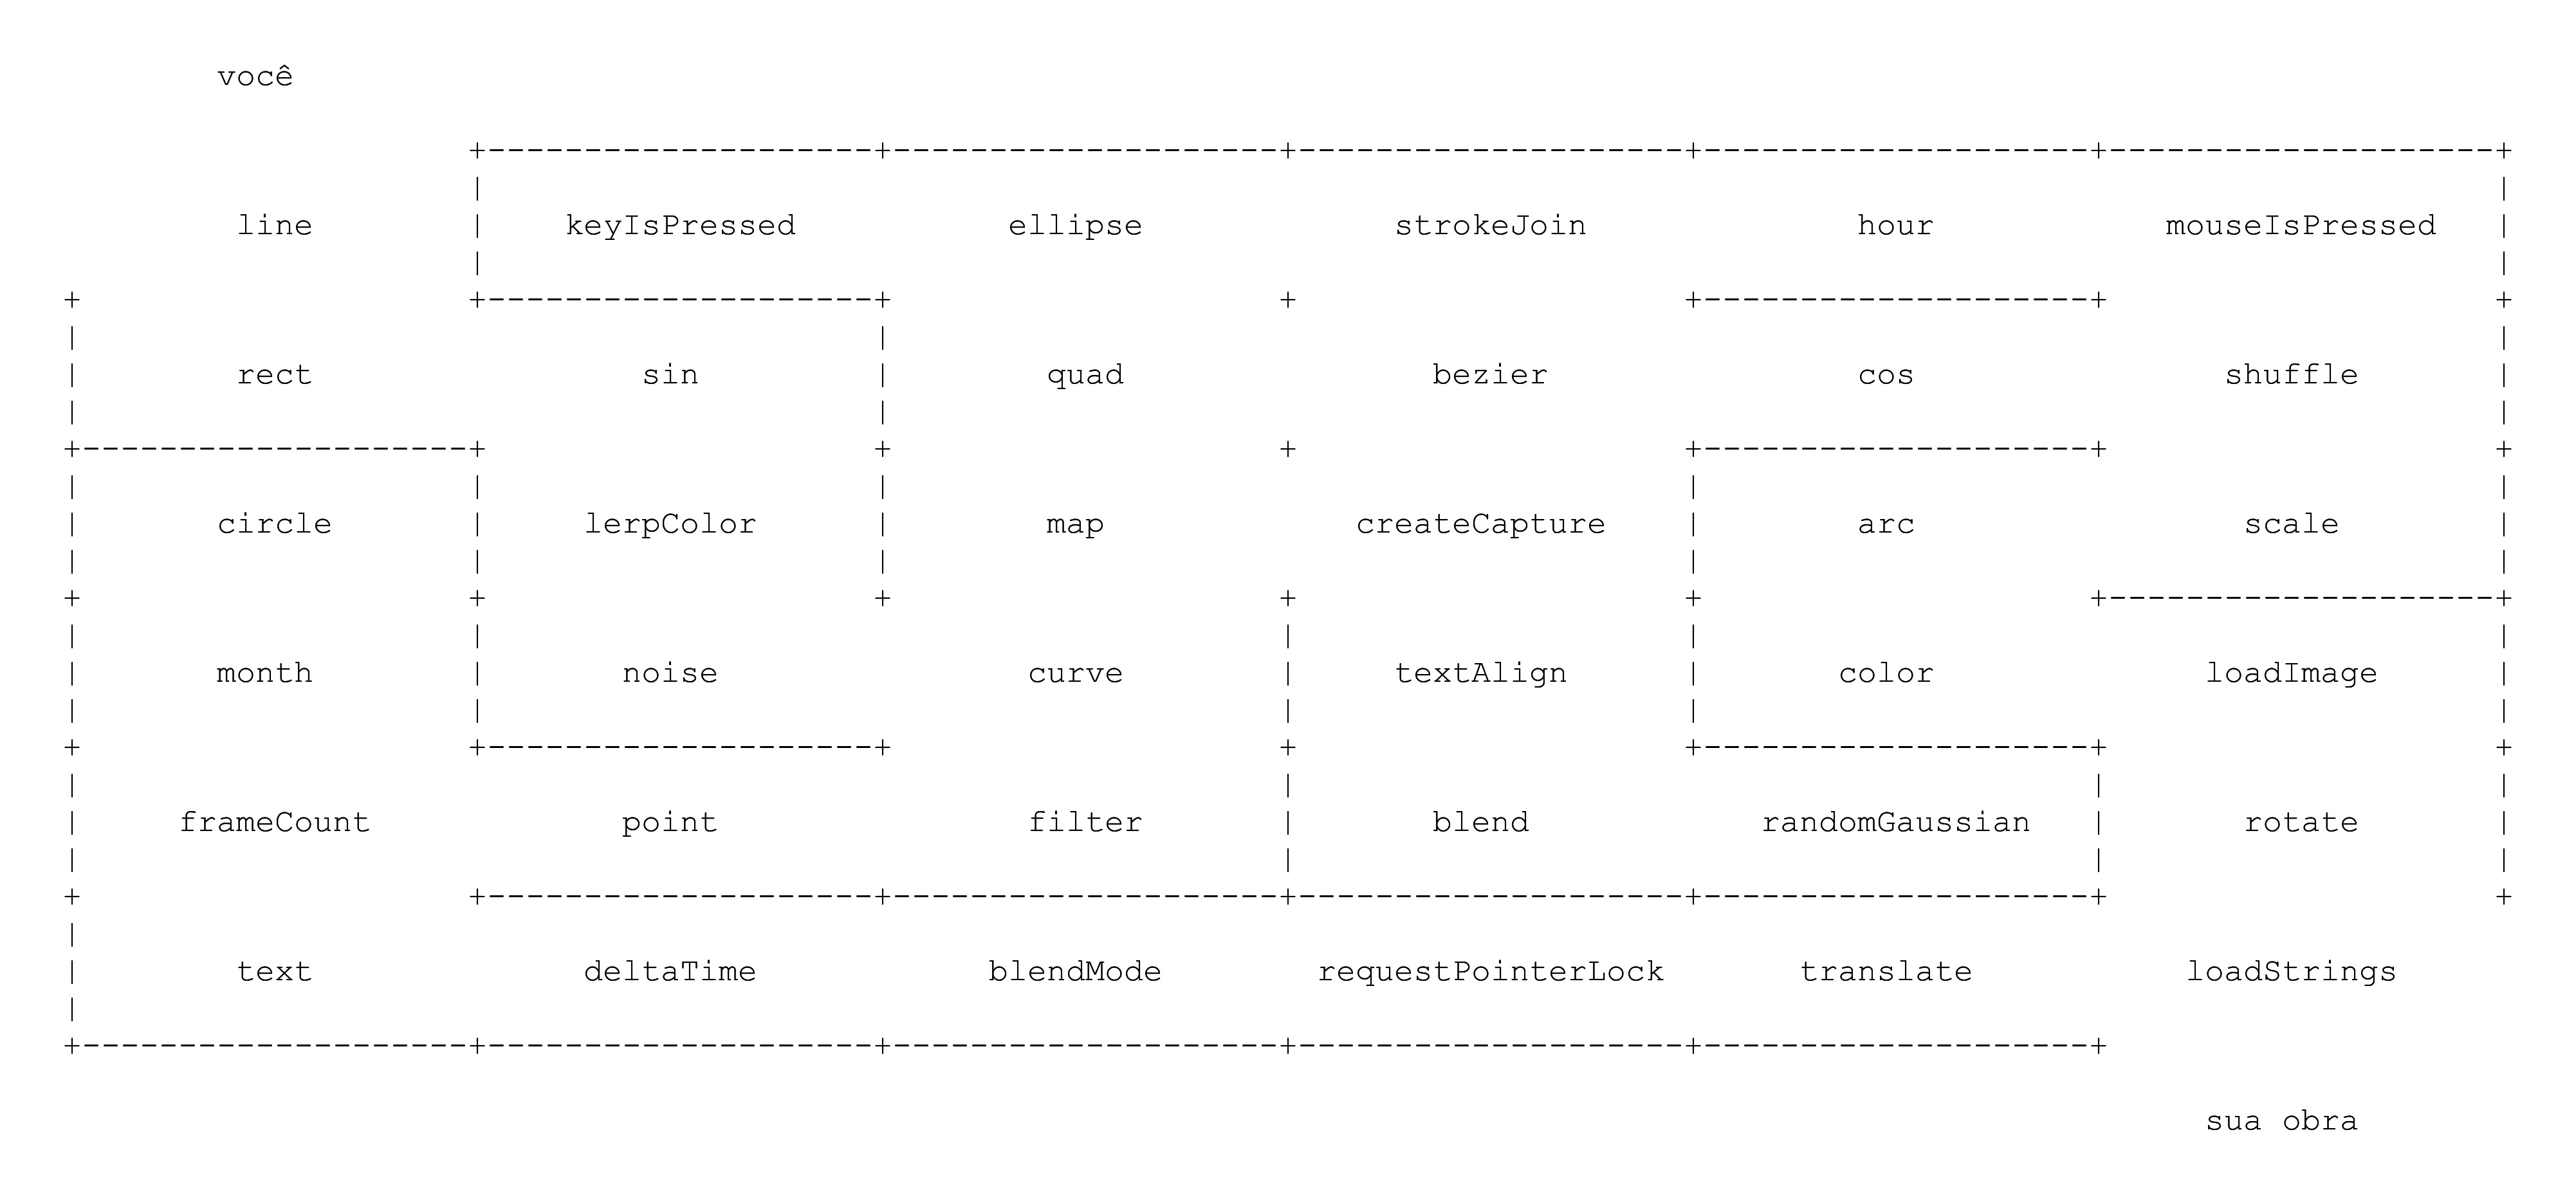 você
line keyIsPressed ellipse strokeJoin hour mouseIsPressed
rect sin quad bezier cos shuffle
circle lerpColor map createCapture arc scale
month noise curve textAlign color loadImage
frameCount point filter blend randomGaussian rotate
text deltaTime blendMode requestPointerLock translate loadStrings
sua obra